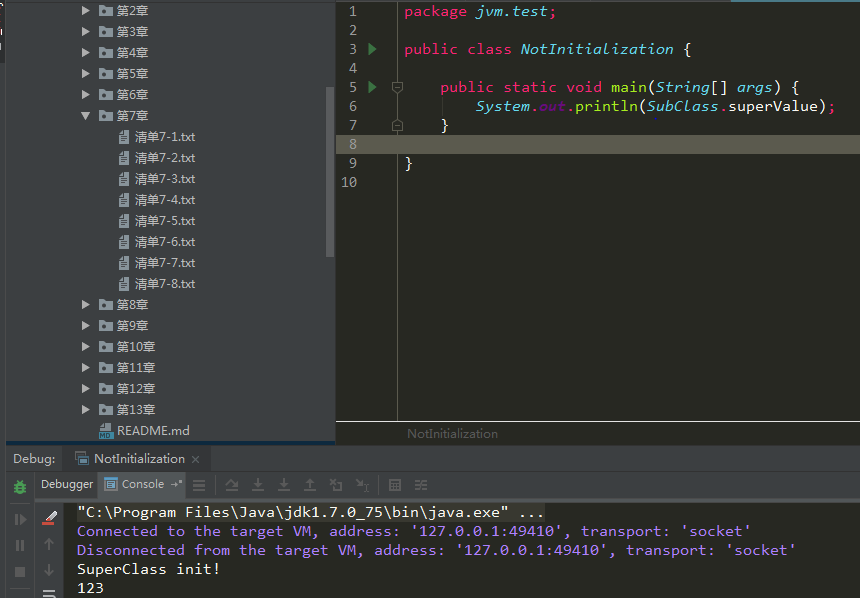 第2章
第3章
第4章
第5章
第6章
第7章
清单7-1.txt
清单7-2.txt
清单7-3.txt
清单7-4.txt
清单7-5.txt
清单7-6.txt
清单7-7.txt
清单7-8.txt
第8章
第9章
第10章
第11章
第12章
第13章
README.md
1 package jvm.test;
2
3 public class NotInitialization {
4
5 public static void main(String[] args) {
6 System.out.println(SubClass.superValue);
7 }
8
9 }
10
NotInitialization
Debug: NotInitialization
Debugger Console
"C:\Program Files\Java\jdk1.7.0_75\bin\java.exe" ...
Connected to the target VM, address: '127.0.0.1:49410', transport: 'socket'
Disconnected from the target VM, address: '127.0.0.1:49410', transport: 'socket'
SuperClass init!
123